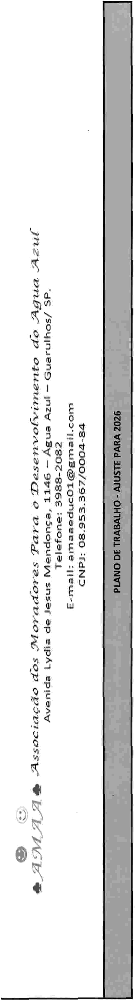 ♣AMAA♣ Associação dos Moradores Para o Desenvolvimento do Agua Azul
Avenida Lydia de Jesus Mendonça, 1146 – Água Azul – Guarulhos/ SP.
Telefone: 3988-2082
E-mail: amaaeduc01@gmail.com
CNPJ: 08.953.367/0004-84
PLANO DE TRABALHO - AJUSTE PARA 2026